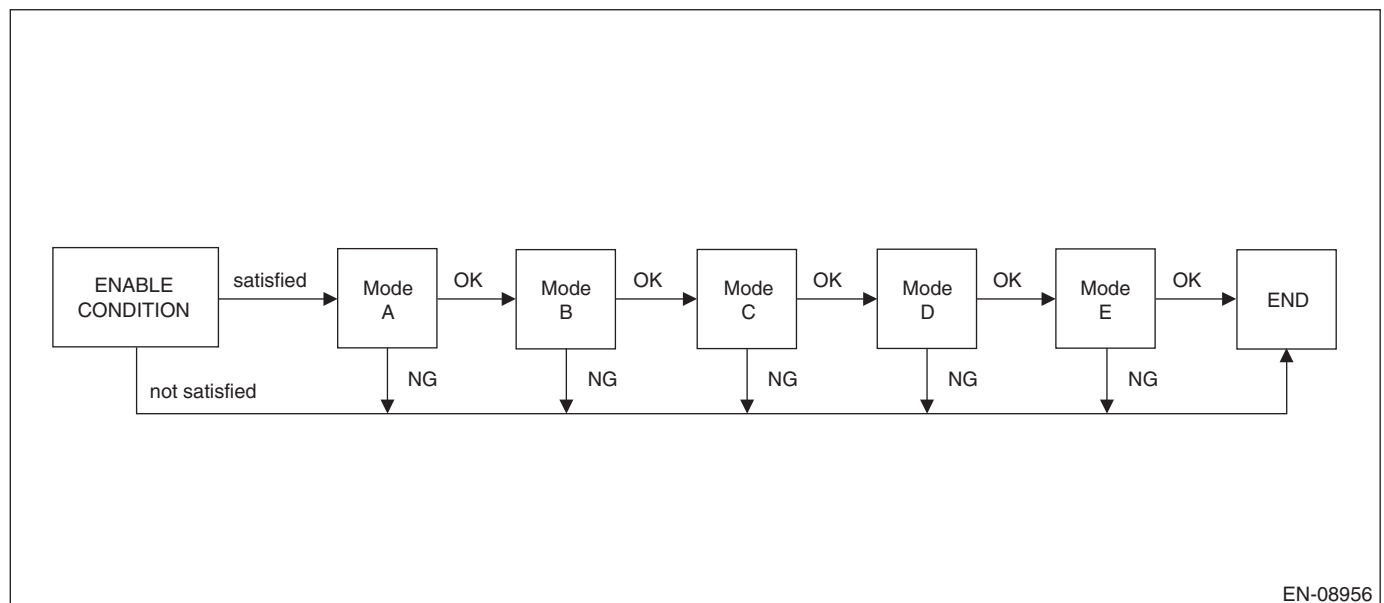 ENABLE
CONDITION
satisfied
Mode
A
OK
Mode
B
OK
Mode
C
OK
Mode
D
OK
Mode
E
OK
END
not satisfied
NG
NG
NG
NG
NG
EN-08956